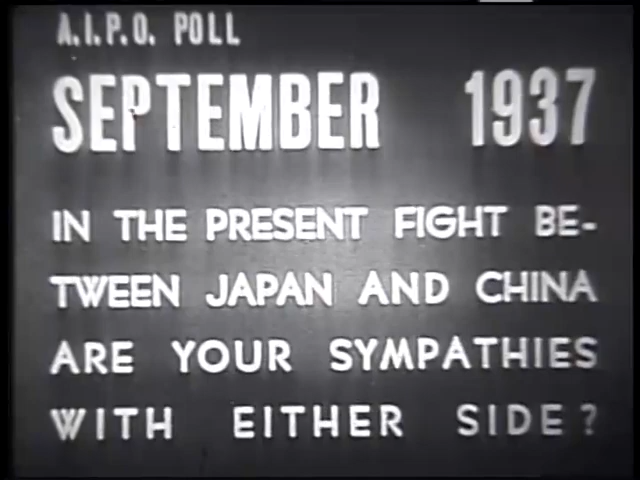 A.I.P.O. POLL
SEPTEMBER 1937
IN THE PRESENT FIGHT BE-
TWEEN JAPAN AND CHINA
ARE YOUR SYMPATHIES
WITH EITHER SIDE?